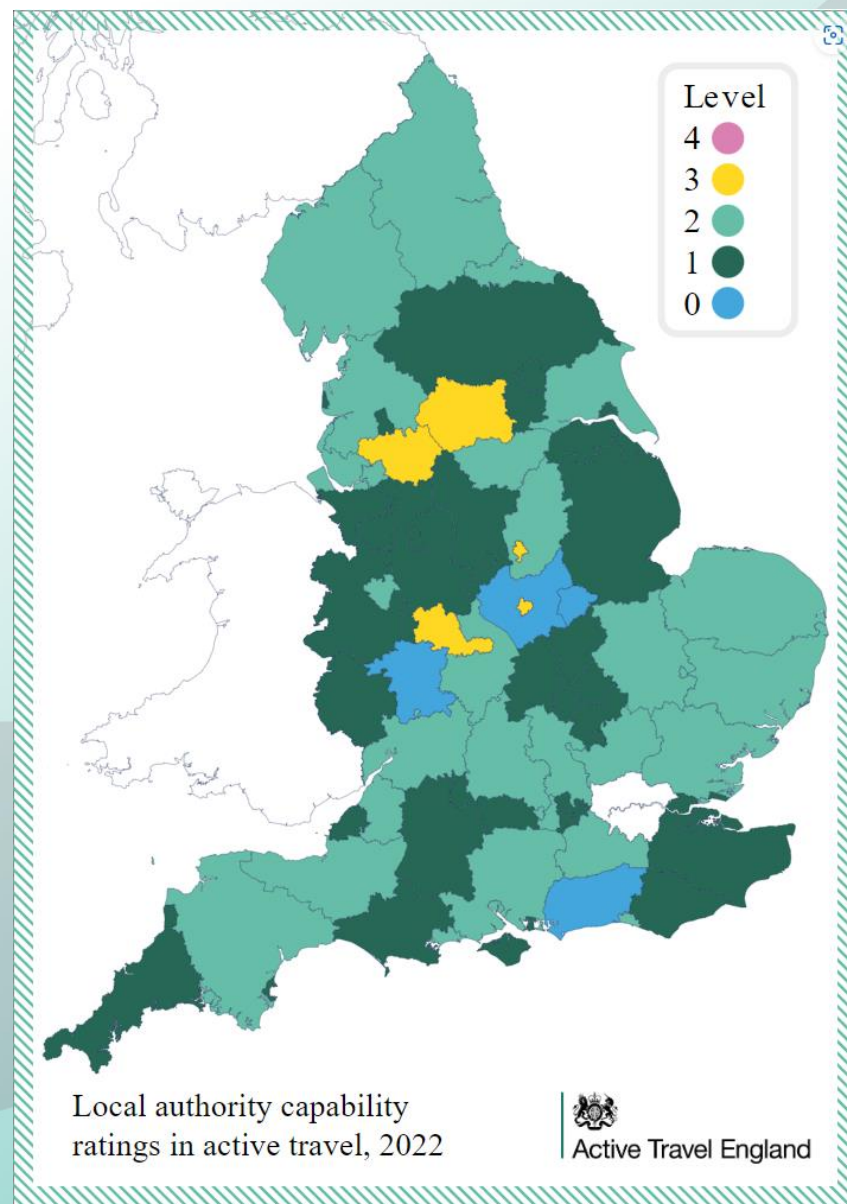 Level
4
3
2
1
0
Local authority capability
ratings in active travel, 2022
Active Travel England